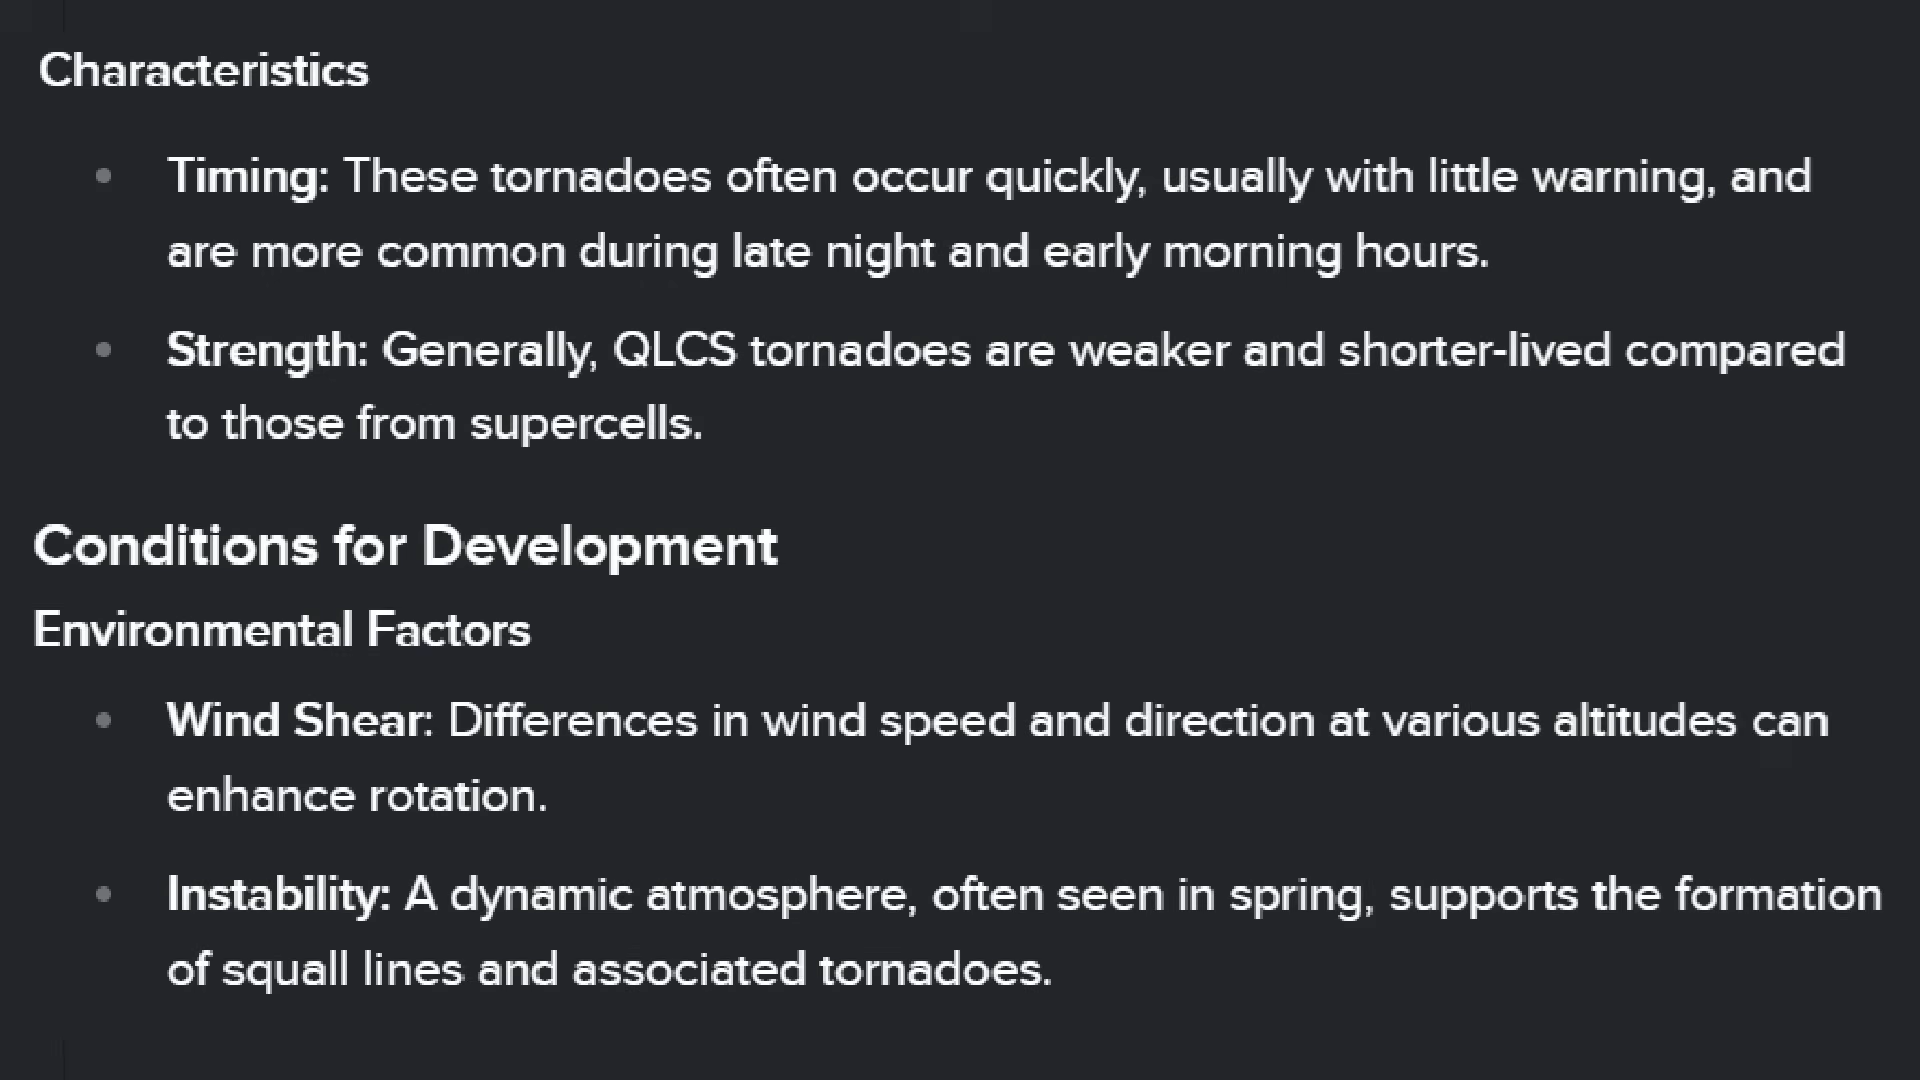 Characteristics
Timing: These tornadoes often occur quickly, usually with little warning, and
are more common during late night and early morning hours.
Strength: Generally, QLCS tornadoes are weaker and shorter-lived compared
to those from supercells.
Conditions for Development
Environmental Factors
Wind Shear: Differences in wind speed and direction at various altitudes can
enhance rotation.
Instability: A dynamic atmosphere, often seen in spring, supports the formation
of squall lines and associated tornadoes.